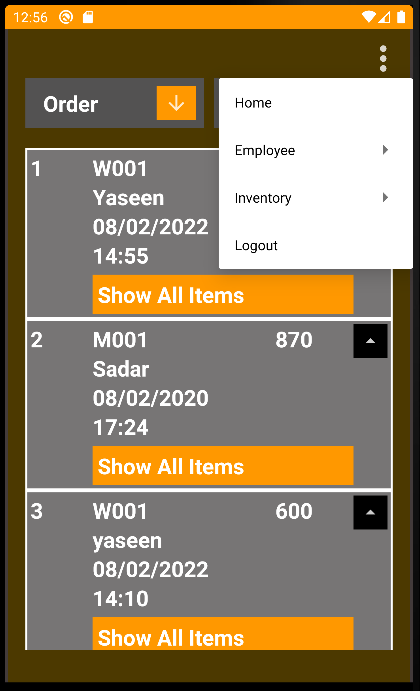 12:56
Order
Home
Employee
Inventory
Logout
1 W001
Yaseen
08/02/2022
14:55
Show All Items
2 M001 870
Sadar
08/02/2020
17:24
Show All Items
3 W001 600
yaseen
08/02/2022
14:10
Show All Items